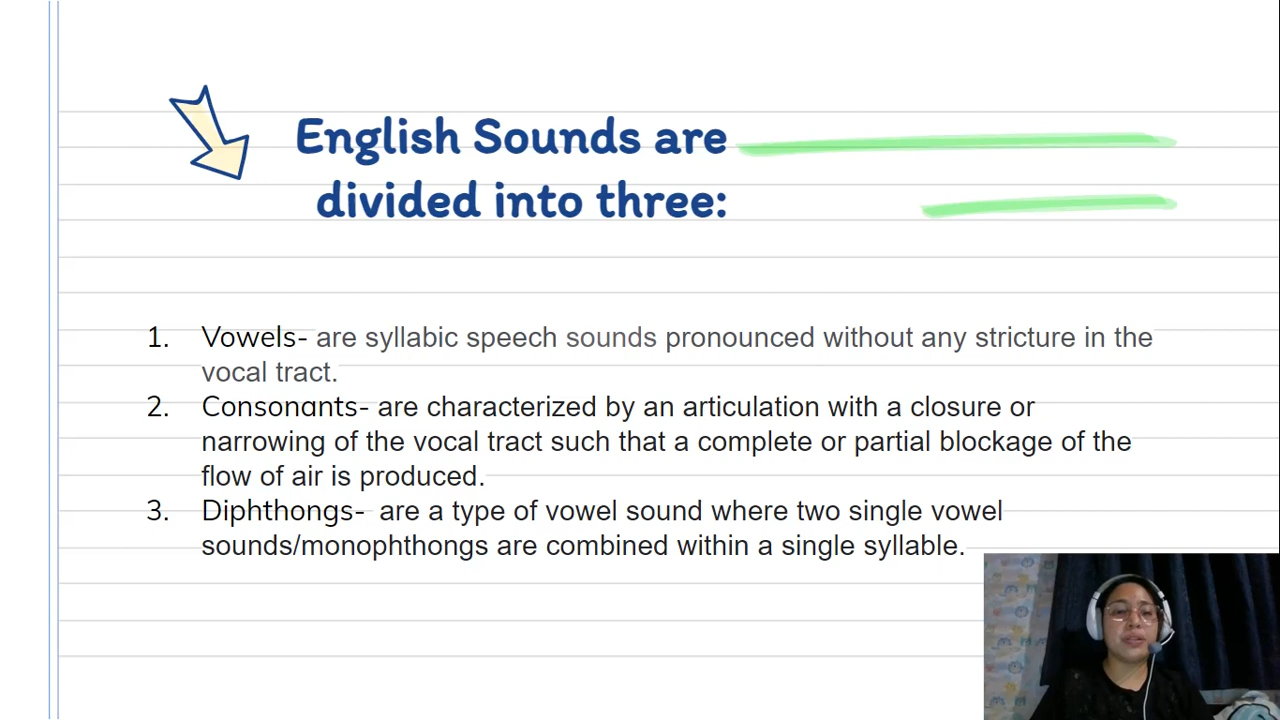 English Sounds are
divided into three:
1. Vowels- are syllabic speech sounds pronounced without any stricture in the
vocal tract.
2. Consonants- are characterized by an articulation with a closure or
narrowing of the vocal tract such that a complete or partial blockage of the
flow of air is produced.
3. Diphthongs- are a type of vowel sound where two single vowel
sounds/monophthongs are combined within a single syllable.